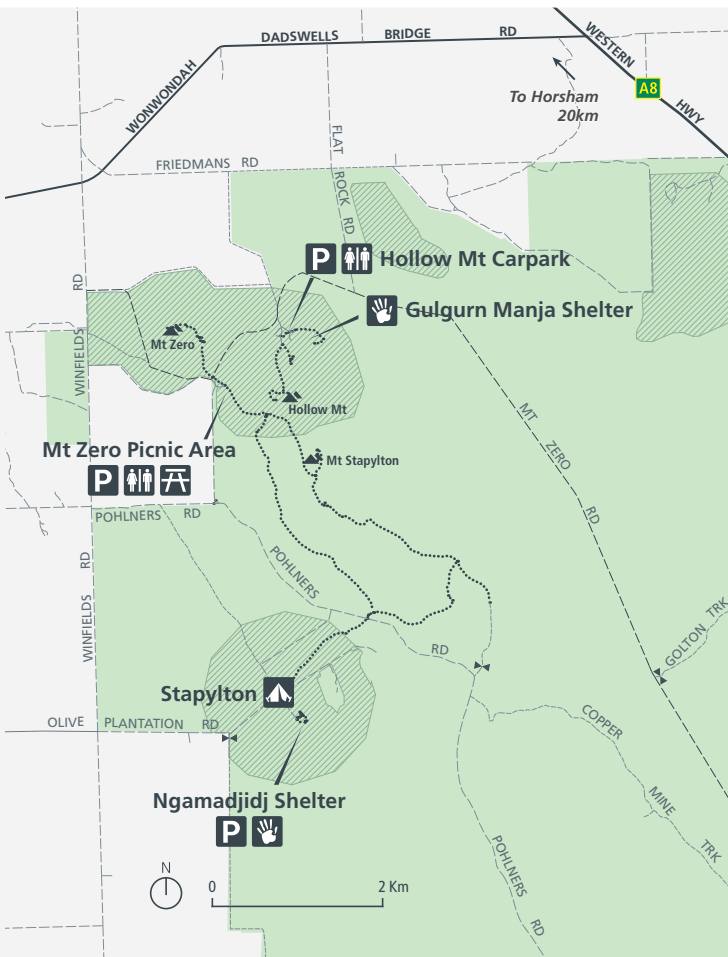 DADSWELLS BRIDGE RD
WESTERN
HWY
A8
To Horsham
20km
WONWONDAH
FLAT
ROCK RD
FRIEDMANS RD
P Hollow Mt Carpark
Gulgurn Manja Shelter
RD
WINFIELDS
Mt Zero
Hollow Mt
MT ZERO RD
Mt Zero Picnic Area
P
Mt Stapylton
POHLNERS RD
RD
WINFIELDS
POHLNERS
RD
GOLTON TRK
Stapylton
OLIVE PLANTATION RD
COPPER
MINE
TRK
Ngamadjidj Shelter
P
POHLNERS
RD
N
0 2 Km